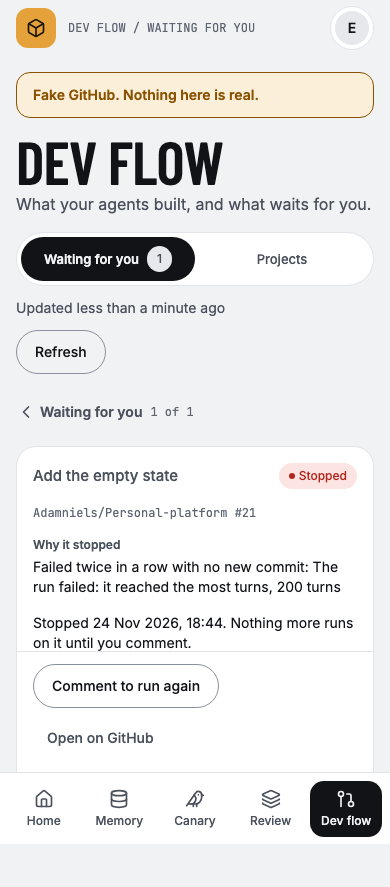 DEV FLOW / WAITING FOR YOU
E
Fake GitHub. Nothing here is real.
DEV FLOW
What your agents built, and what waits for you.
Waiting for you 1
Projects
Updated less than a minute ago
Refresh
Waiting for you 1 of 1
Add the empty state
Stopped
Adamniels/Personal-platform #21
Why it stopped
Failed twice in a row with no new commit: The
run failed: it reached the most turns, 200 turns
Stopped 24 Nov 2026, 18:44. Nothing more runs
on it until you comment.
Comment to run again
Open on GitHub
Home
Memory
Canary
Review
Dev flow